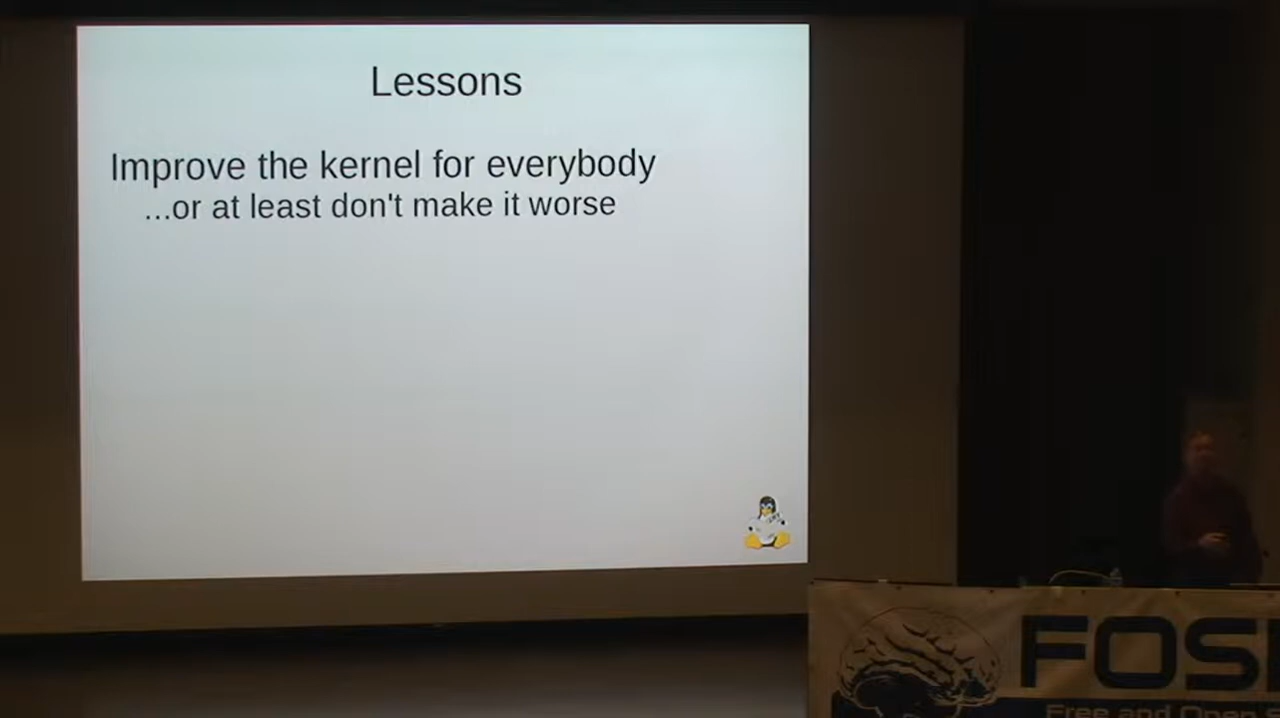 Lessons
Improve the kernel for everybody
...or at least don't make it worse
FOS
Free and Open